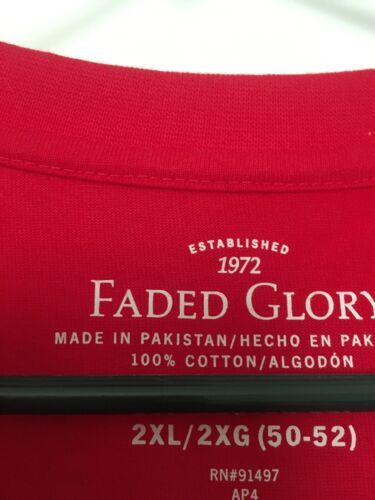 ESTABLISHED
1972
FADED GLORY
MADE IN PAKISTAN/HECHO EN PAK
100% COTTON/ALGODÓN
2XL/2XG (50-52)
RN#91497
AP4